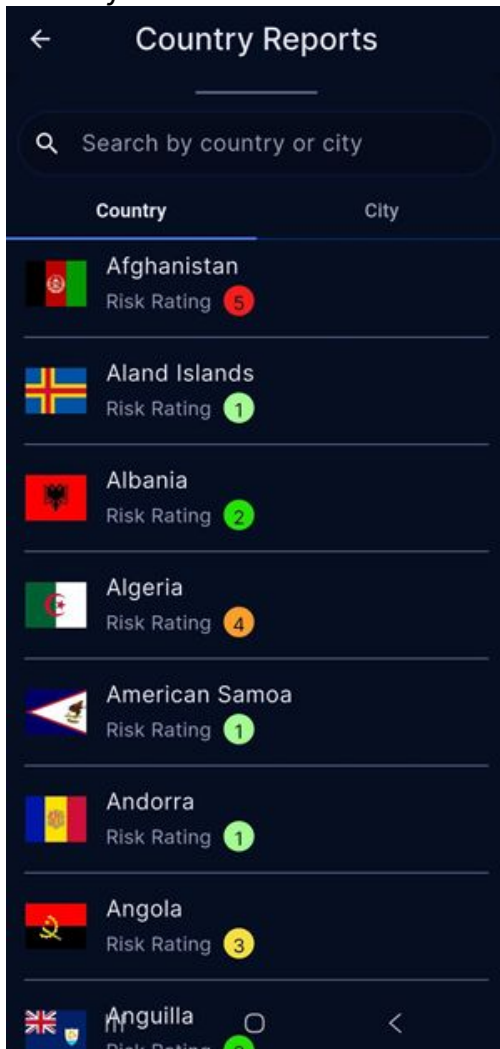 Country Reports
Search by country or city
Country City
Afghanistan
Risk Rating 5
Aland Islands
Risk Rating 1
Albania
Risk Rating 2
Algeria
Risk Rating 4
American Samoa
Risk Rating 1
Andorra
Risk Rating 1
Angola
Risk Rating 3
Anguilla
Risk Rating